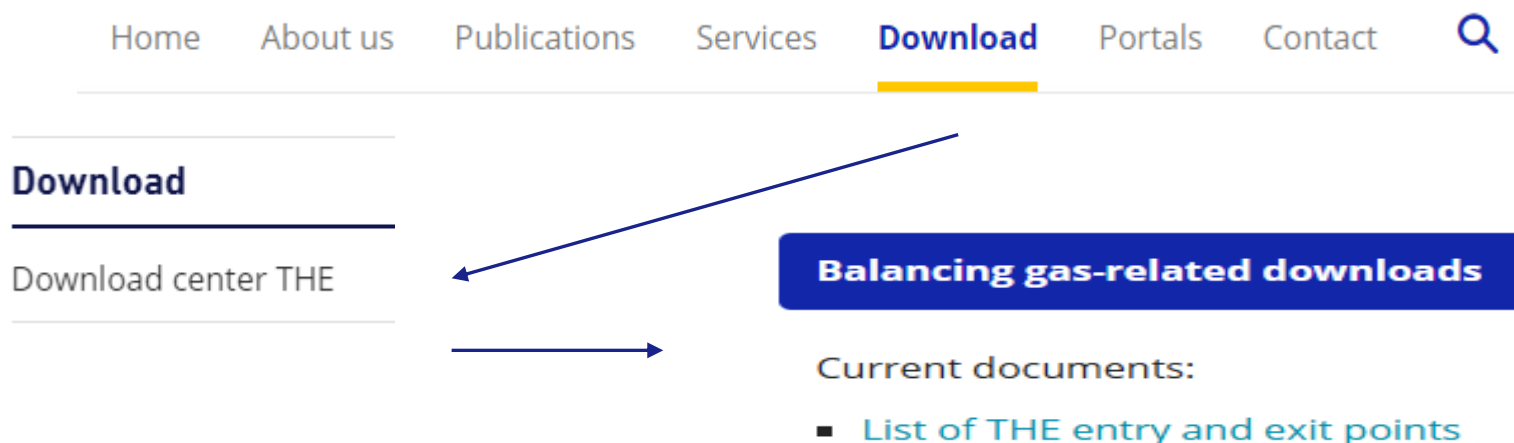 Home About us Publications Services Download Portals Contact
Download
Download center THE
Balancing gas-related downloads
Current documents:
▪ List of THE entry and exit points